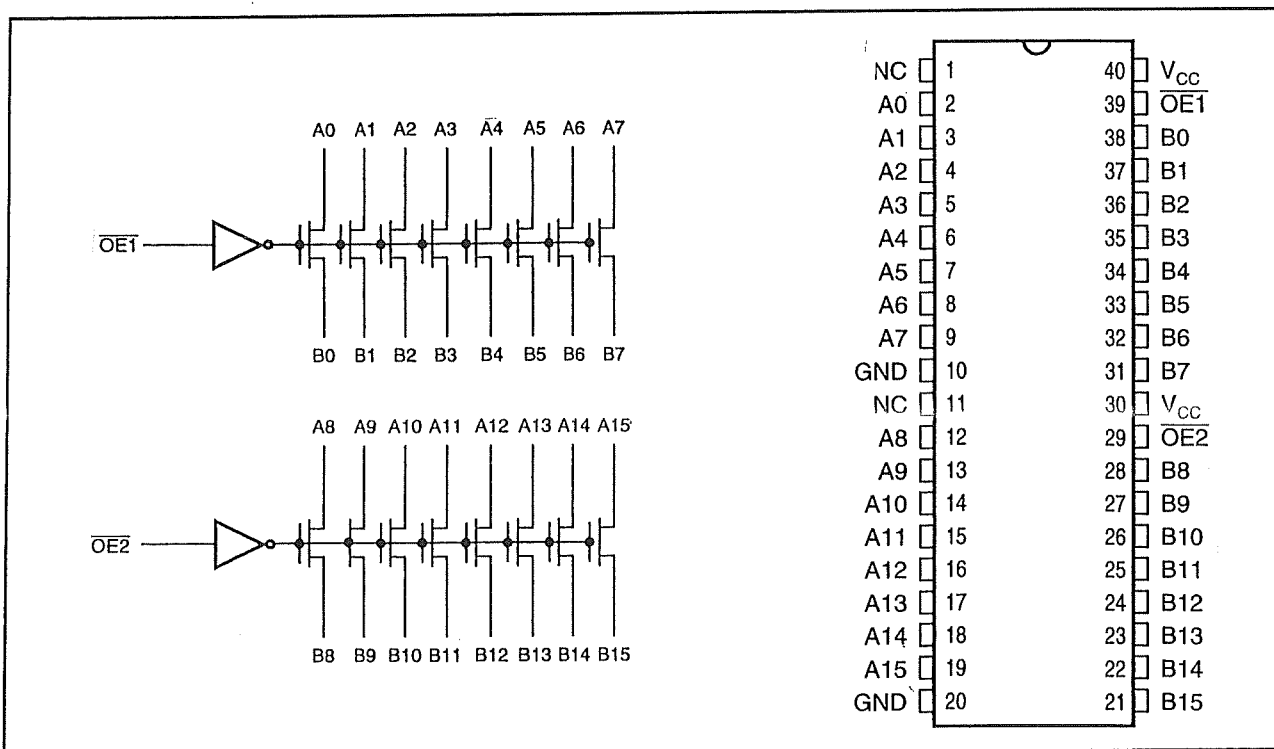 A0 A1 A2 A3 A4 A5 A6 A7
OE1
B0 B1 B2 B3 B4 B5 B6 B7
A8 A9 A10 A11 A12 A13 A14 A15
OE2
B8 B9 B10 B11 B12 B13 B14 B15
NC 1 40 VCC
A0 2 39 OE1
A1 3 38 B0
A2 4 37 B1
A3 5 36 B2
A4 6 35 B3
A5 7 34 B4
A6 8 33 B5
A7 9 32 B6
GND 10 31 B7
NC 11 30 VCC
A8 12 29 OE2
A9 13 28 B8
A10 14 27 B9
A11 15 26 B10
A12 16 25 B11
A13 17 24 B12
A14 18 23 B13
A15 19 22 B14
GND 20 21 B15